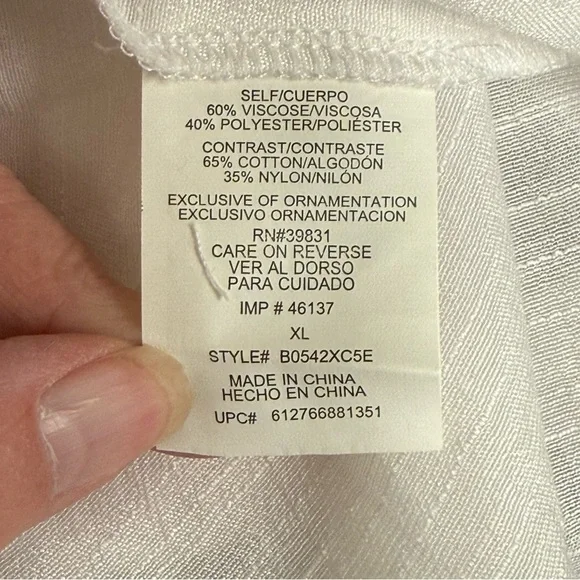 SELF/CUERPO
60% VISCOSE/VISCOSA
40% POLYESTER/POLIÉSTER
CONTRAST/CONTRASTE
65% COTTON/ALGODÓN
35% NYLON/NILÓN
EXCLUSIVE OF ORNAMENTATION
EXCLUSIVO ORNAMENTACION
RN#39831
CARE ON REVERSE
VER AL DORSO
PARA CUIDADO
IMP # 46137
XL
STYLE# B0542XC5E
MADE IN CHINA
HECHO EN CHINA
UPC# 612766881351